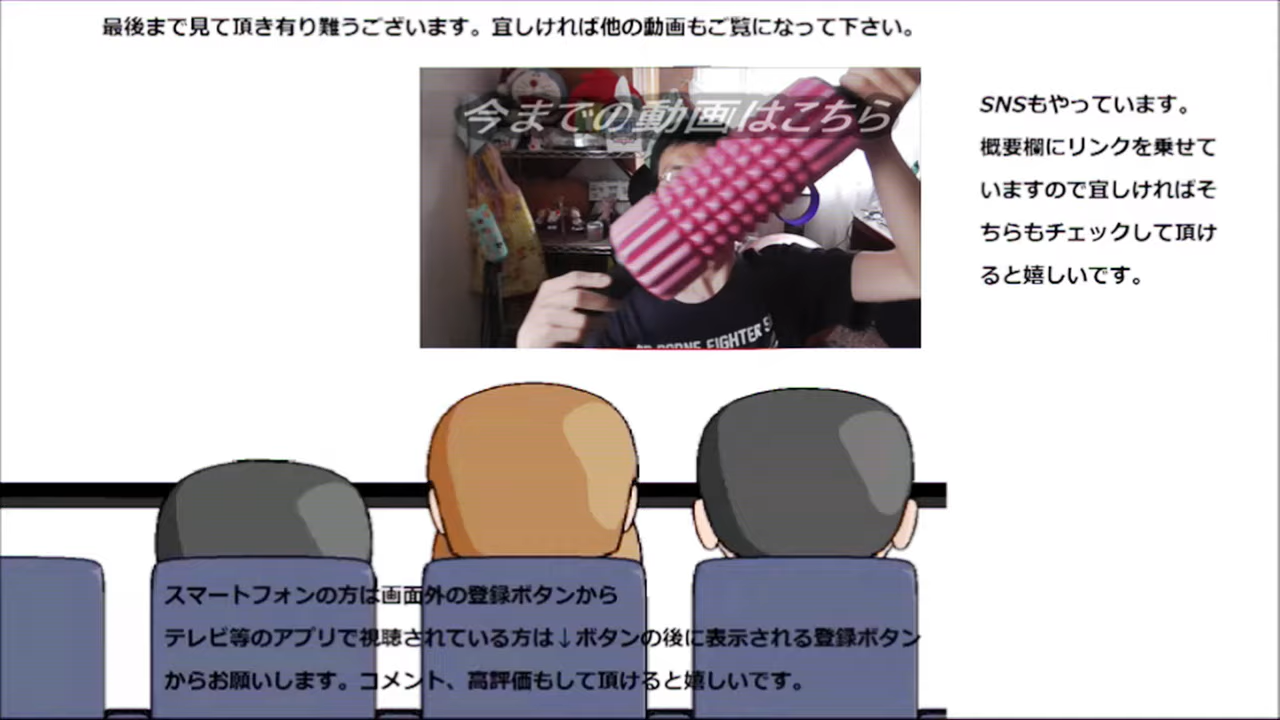 最後まで見て頂き有り難うございます。宜しければ他の動画もご覧になって下さい。
今までの動画はこちら
SNSもやっています。
概要欄にリンクを乗せて
いますので宜しければそ
ちらもチェックして頂け
ると嬉しいです。
FIGHTER
スマートフォンの方は画面外の登録ボタンから
テレビ等のアプリで視聴されている方は↓ボタンの後に表示される登録ボタン
からお願いします。コメント、高評価もして頂けると嬉しいです。